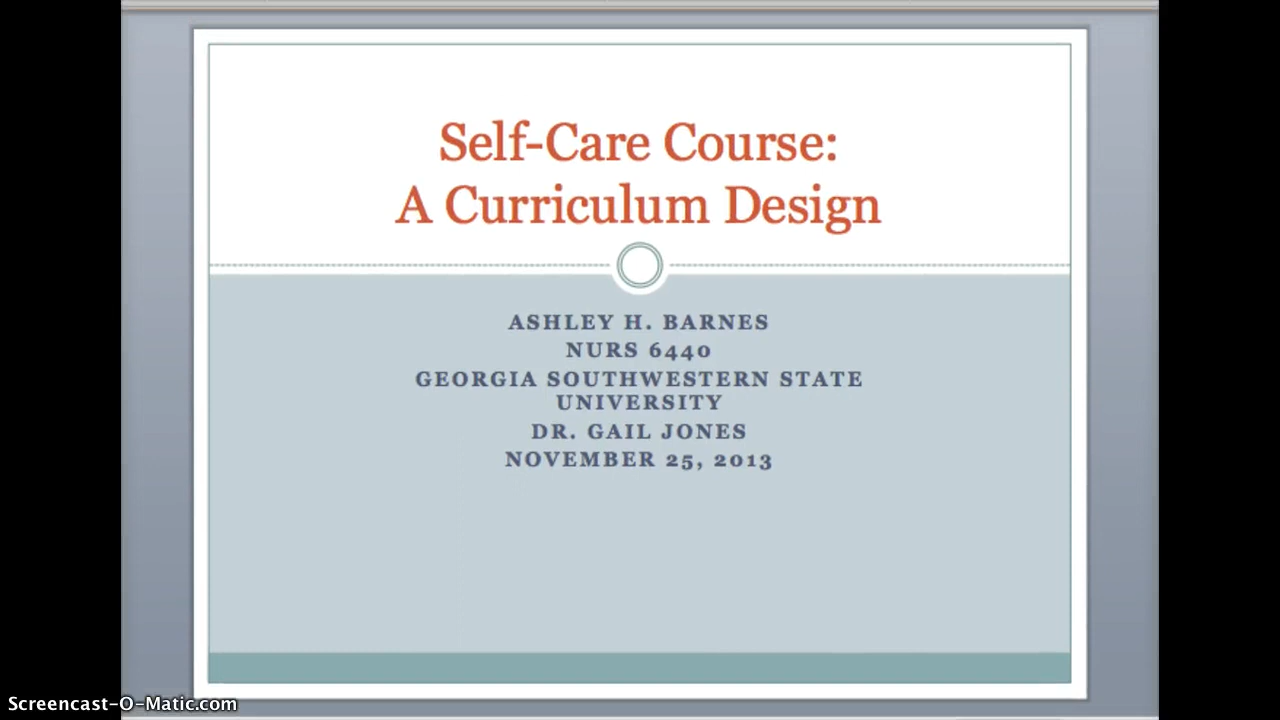 Self-Care Course:
A Curriculum Design
ASHLEY H. BARNES
NURS 6440
GEORGIA SOUTHWESTERN STATE
UNIVERSITY
DR. GAIL JONES
NOVEMBER 25, 2013
Screencast-O-Matic.com